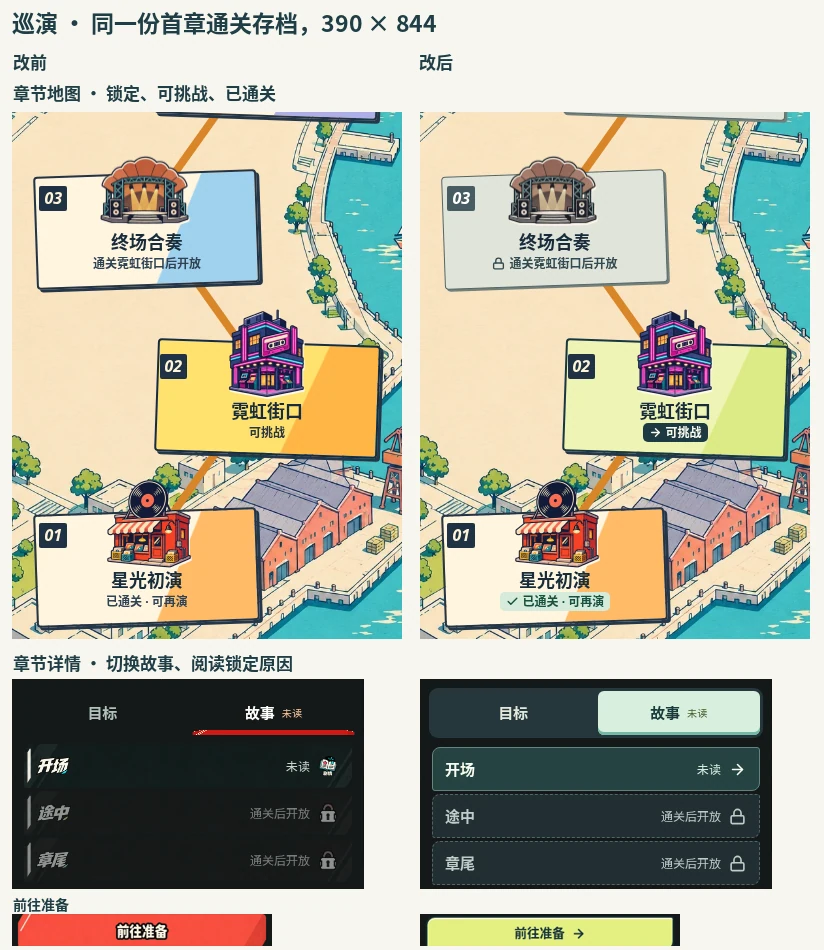 巡演 · 同一份首章通关存档，390 × 844
改前
改后
章节地图 · 锁定、可挑战、已通关
03
终场合奏
通关霓虹街口后开放
02
霓虹街口
可挑战
01
星光初演
已通关 · 可再演
03
终场合奏
通关霓虹街口后开放
02
霓虹街口
→ 可挑战
01
星光初演
✓ 已通关 · 可再演
章节详情 · 切换故事、阅读锁定原因
目标 故事 未读
开场 未读
途中 通关后开放
章尾 通关后开放
目标 故事 未读
开场 未读 →
途中 通关后开放
章尾 通关后开放
前往准备
前往准备
前往准备 →